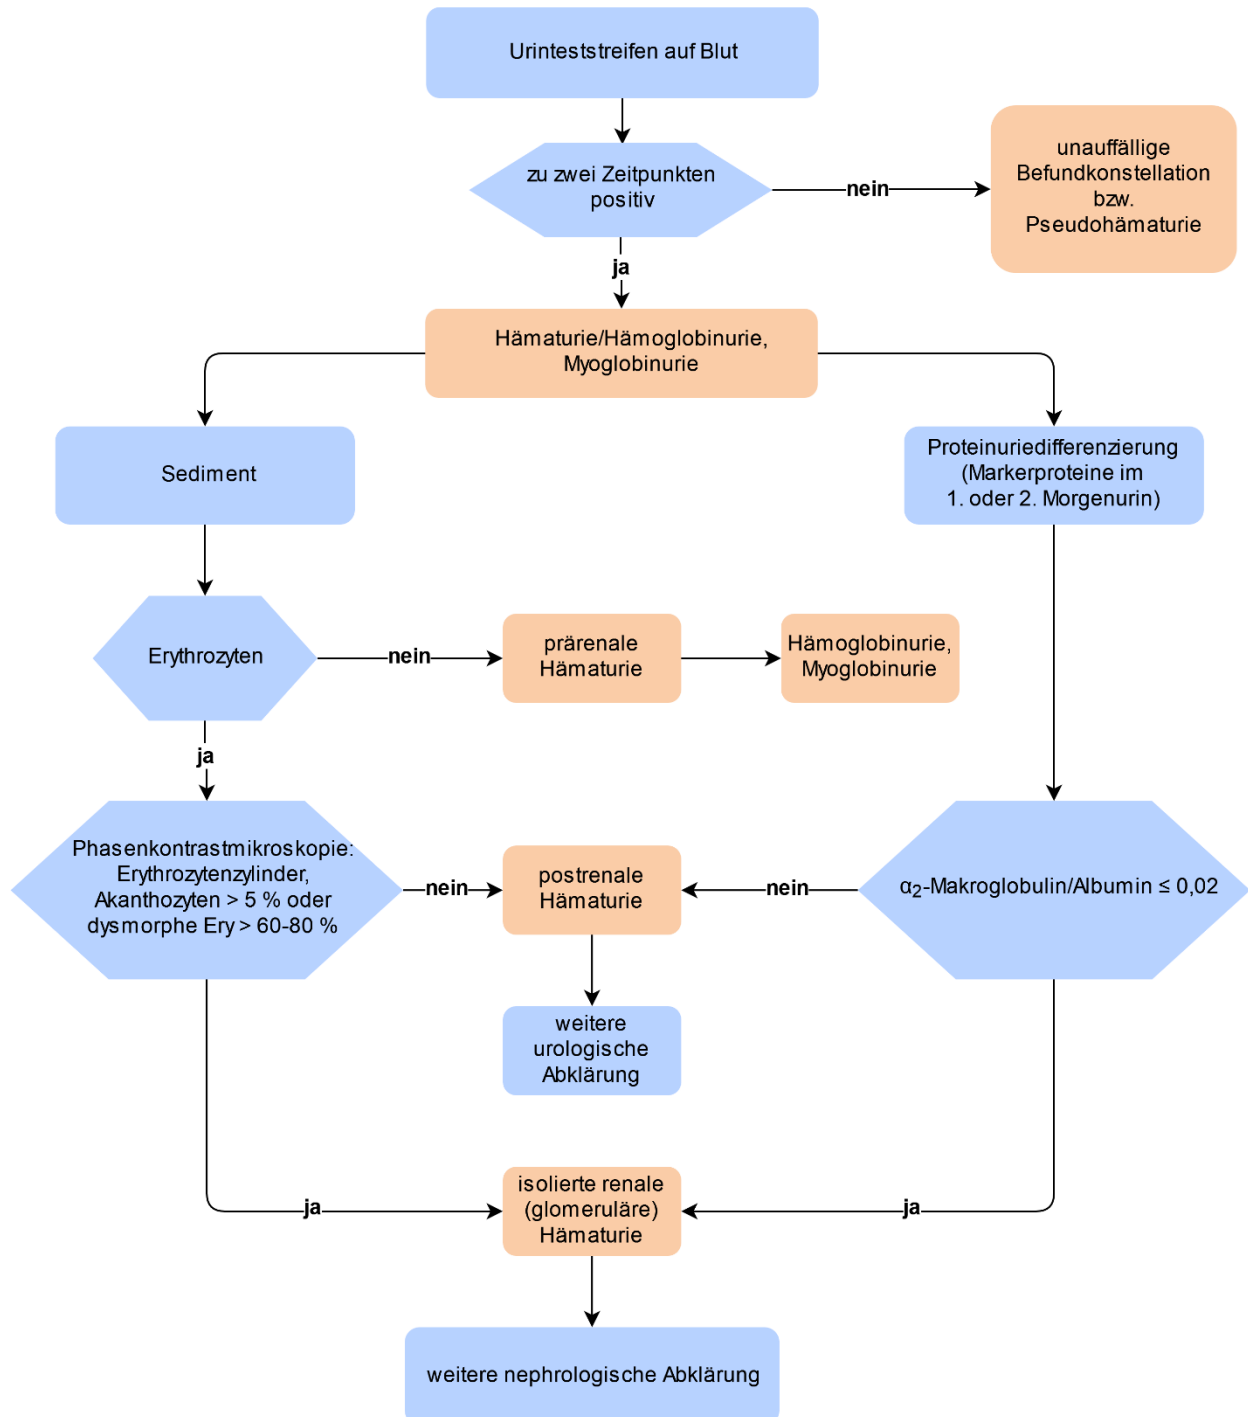 Urinteststreifen auf Blut
zu zwei Zeitpunkten
positiv
nein
unauffällige
Befundkonstellation
bzw.
Pseudohämaturie
ja
Hämaturie/Hämoglobinurie,
Myoglobinurie
Sediment
Proteinuriedifferenzierung
(Markerproteine im
1. oder 2. Morgenurin)
Erythrozyten
nein
prärenale
Hämaturie
Hämoglobinurie,
Myoglobinurie
ja
Phasenkontrastmikroskopie:
Erythrozytenzylinder,
Akanthozyten > 5 % oder
dysmorphe Ery > 60-80 %
nein
postrenale
Hämaturie
nein
α₂-Makroglobulin/Albumin ≤ 0,02
weitere
urologische
Abklärung
ja
isolierte renale
(glomeruläre)
Hämaturie
ja
weitere nephrologische Abklärung